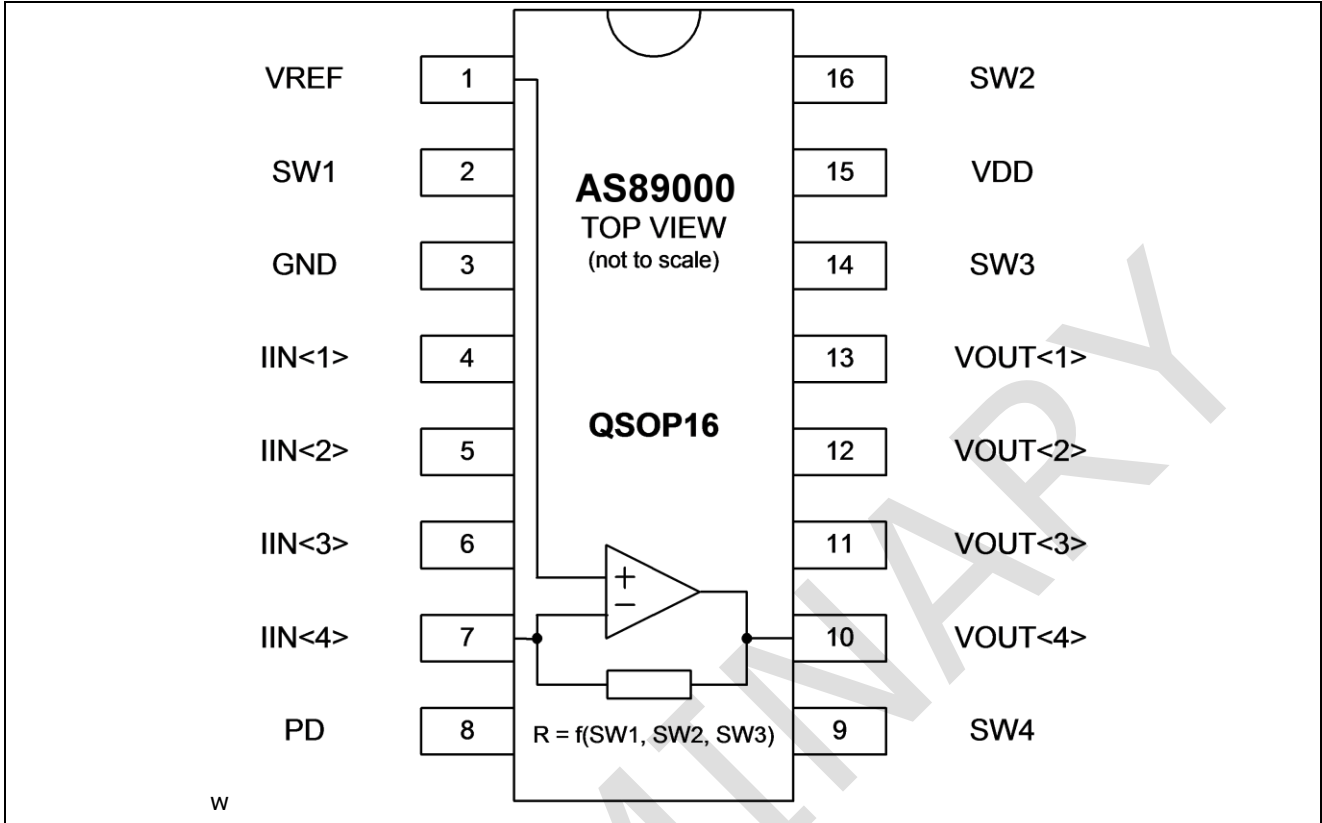 VREF 1 16 SW2
SW1 2 AS89000 15 VDD
TOP VIEW
GND 3 (not to scale) 14 SW3
IIN<1> 4 13 VOUT<1>
QSOP16
IIN<2> 5 12 VOUT<2>
IIN<3> 6 11 VOUT<3>
+
−
IIN<4> 7 10 VOUT<4>
PD 8 R = f(SW1, SW2, SW3) 9 SW4
w
MINARY